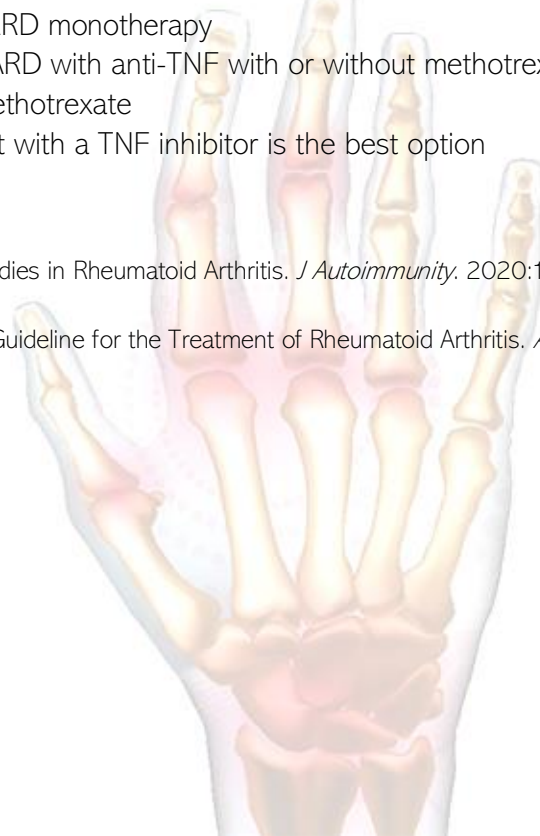 RD monotherapy
ARD with anti-TNF with or without methotrex
ethotrexate
t with a TNF inhibitor is the best option
dies in Rheumatoid Arthritis. J Autoimmunity. 2020:1
Guideline for the Treatment of Rheumatoid Arthritis. A